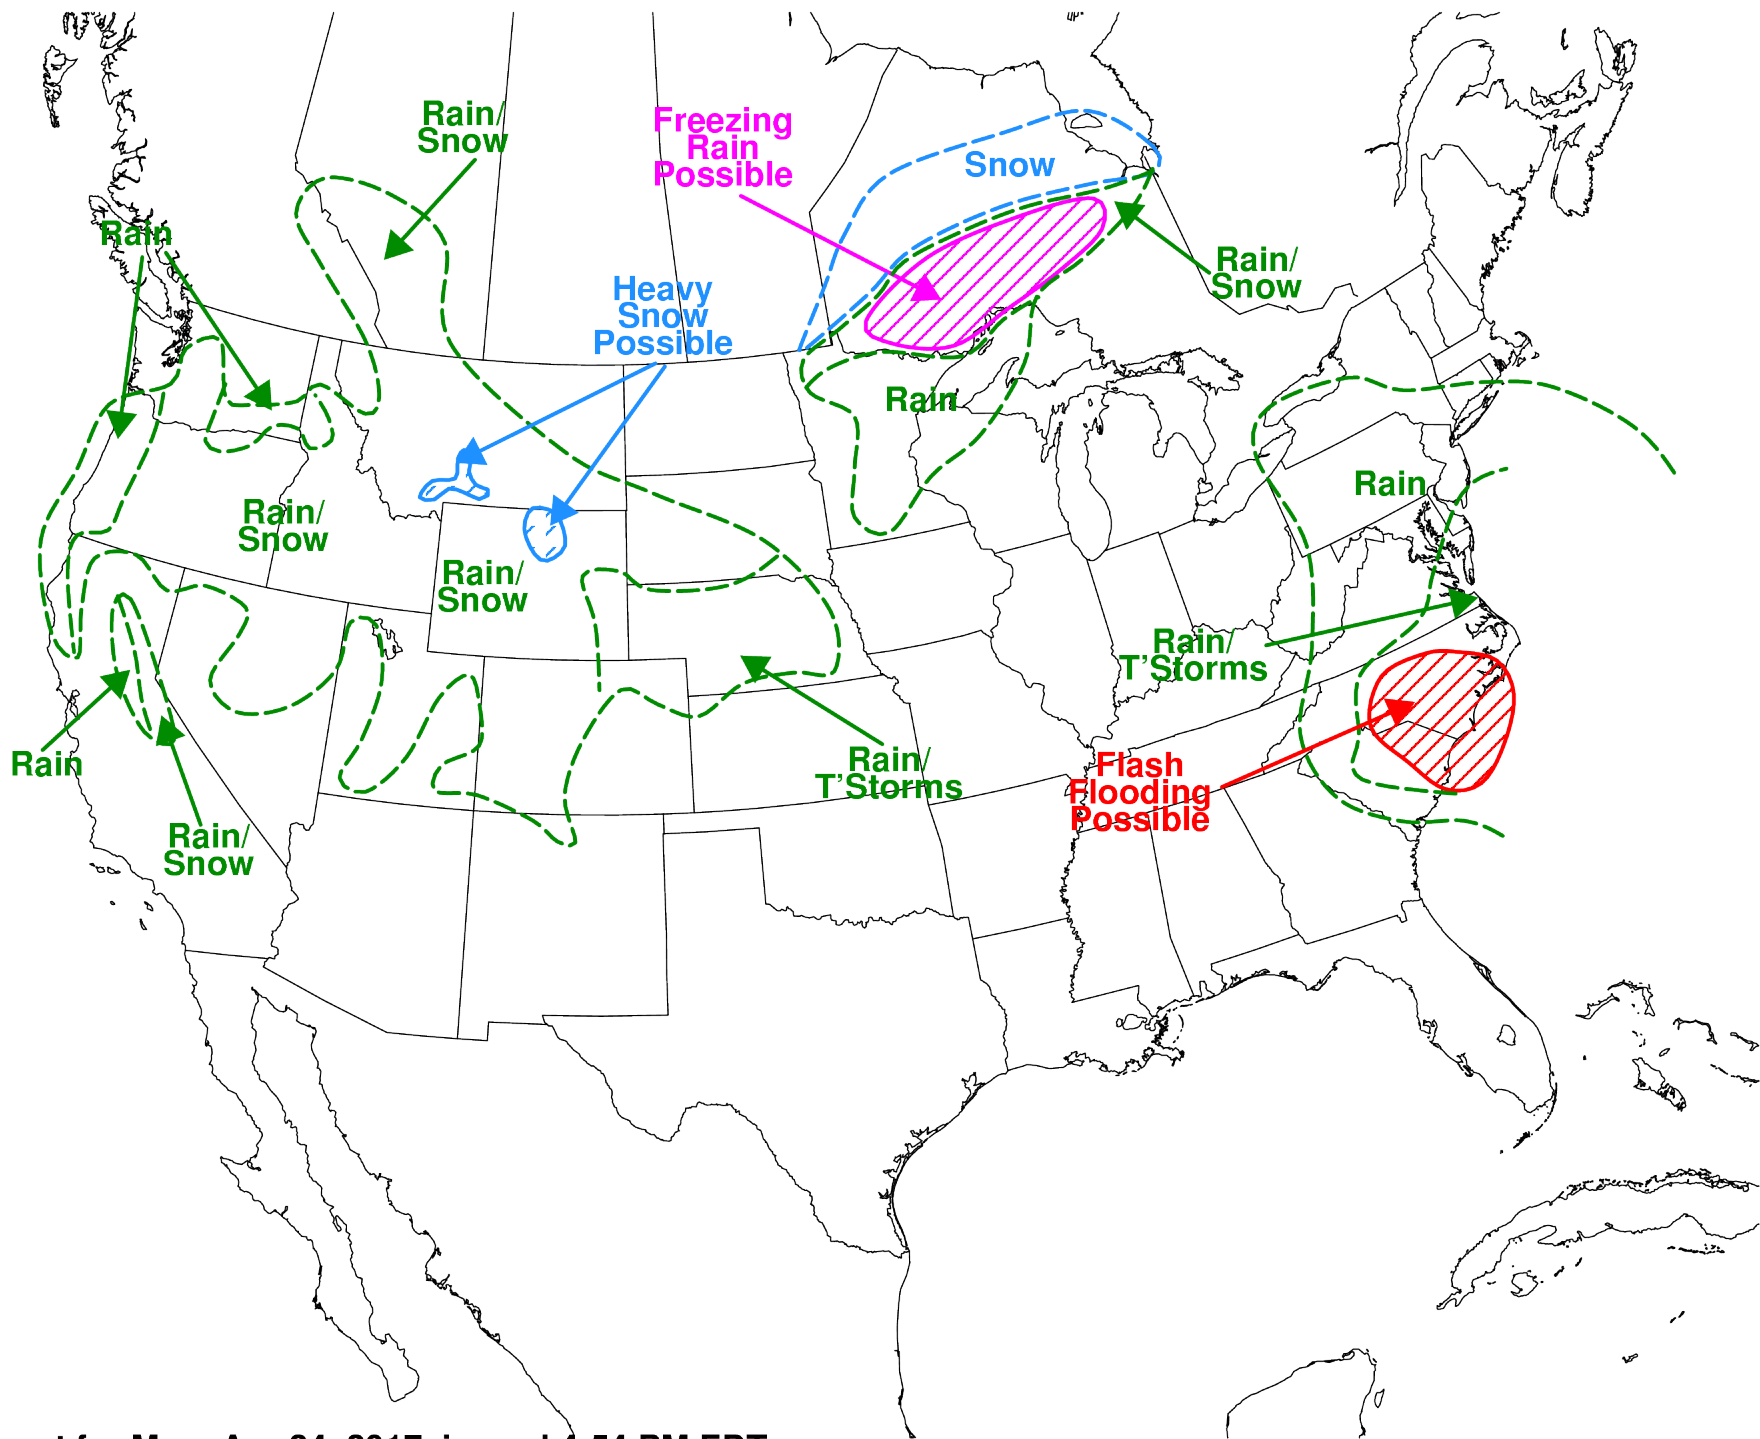 Rain/
Snow
Freezing
Rain
Possible
Snow
Rain
Rain/
Snow
Heavy
Snow
Possible
Rain
Rain
Rain/
Snow
Rain/
Snow
Rain/
T'Storms
Rain
Rain/
T'Storms
Flash
Flooding
Possible
Rain/
Snow